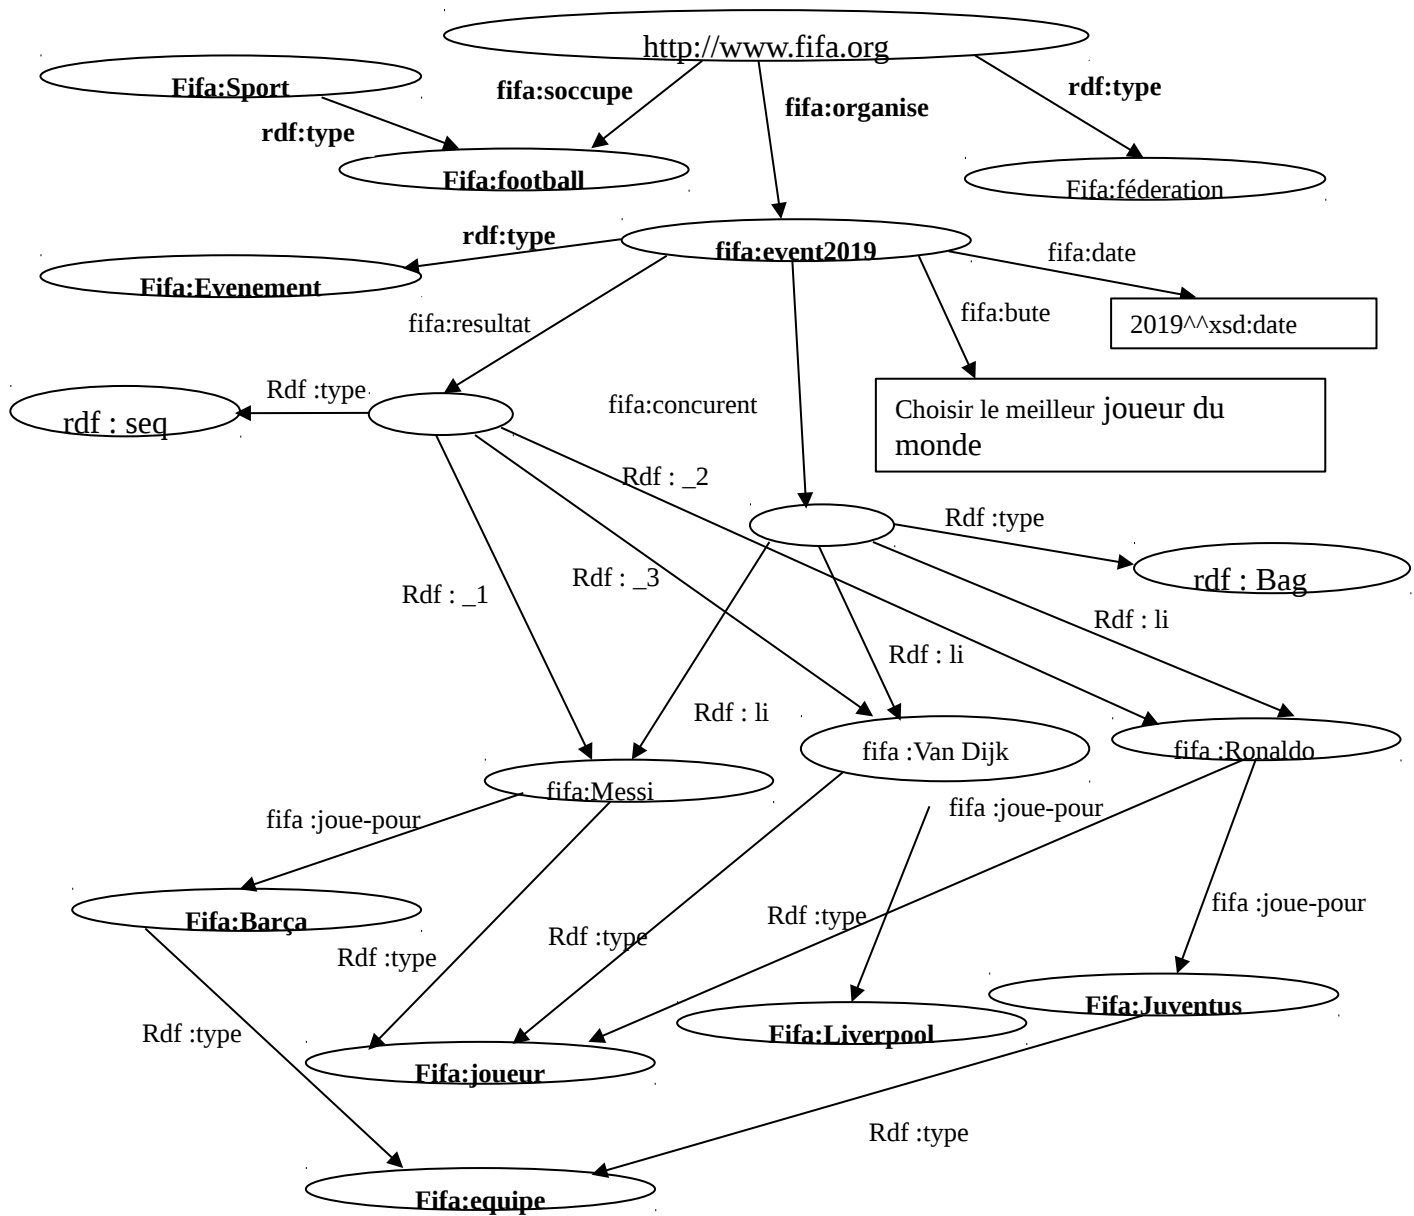 http://www.fifa.org
Fifa:Sport
fifa:soccupe
rdf:type
fifa:organise
rdf:type
Fifa:football
Fifa:féderation
rdf:type
fifa:event2019
fifa:date
Fifa:Evenement
fifa:resultat
fifa:bute
2019^^xsd:date
Rdf :type
fifa:concurent
Choisir le meilleur joueur du
monde
rdf : seq
Rdf : _2
Rdf :type
rdf : Bag
Rdf : _1
Rdf : _3
Rdf : li
Rdf : li
Rdf : li
fifa :Van Dijk
fifa :Ronaldo
fifa:Messi
fifa :joue-pour
fifa :joue-pour
fifa :joue-pour
Fifa:Barça
Rdf :type
Rdf :type
Rdf :type
Fifa:Juventus
Rdf :type
Fifa:Liverpool
Fifa:joueur
Rdf :type
Fifa:equipe